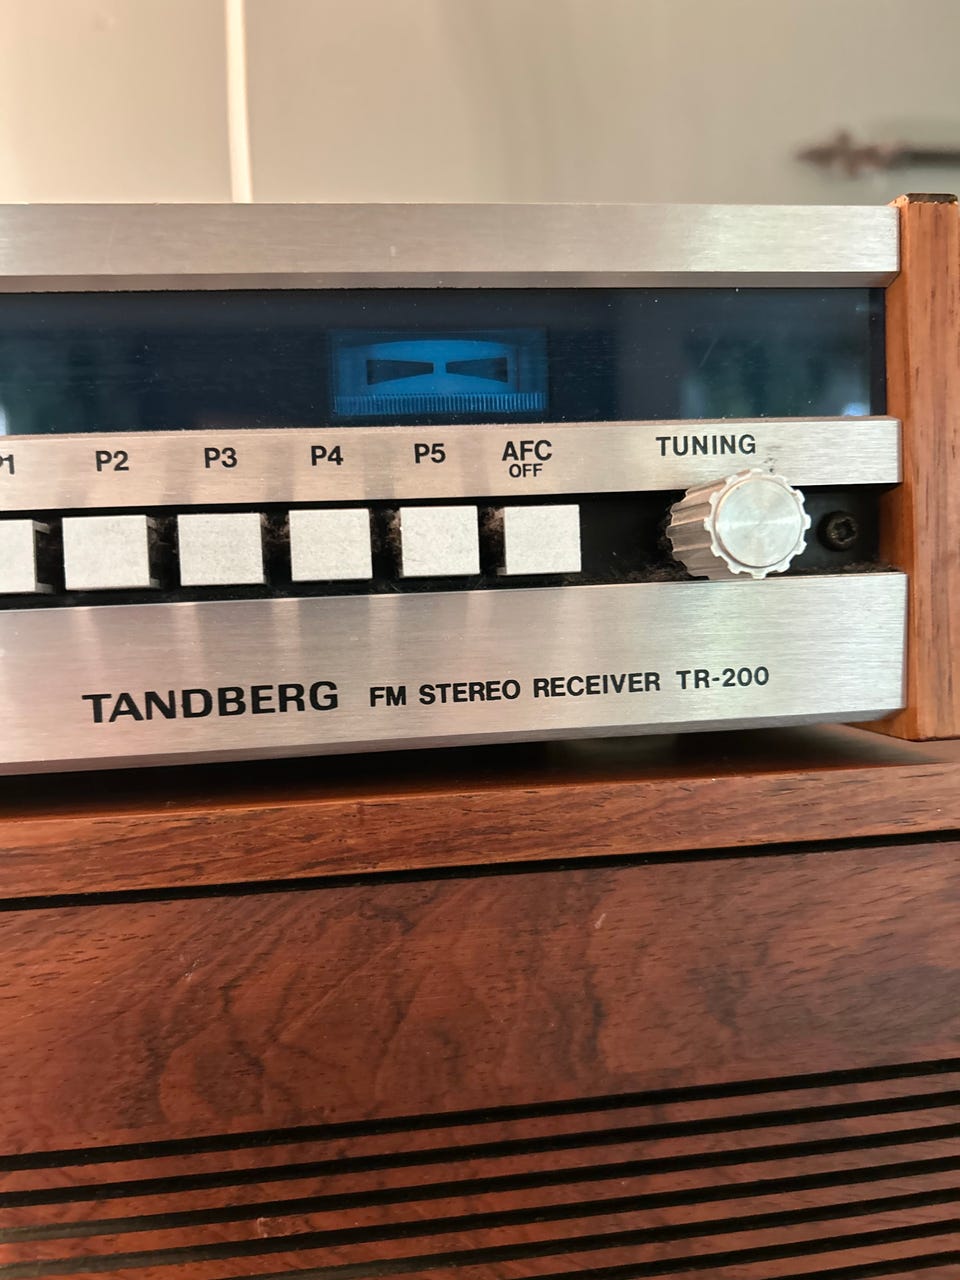 P1 P2 P3 P4 P5 AFC OFF TUNING
TANDBERG FM STEREO RECEIVER TR-200